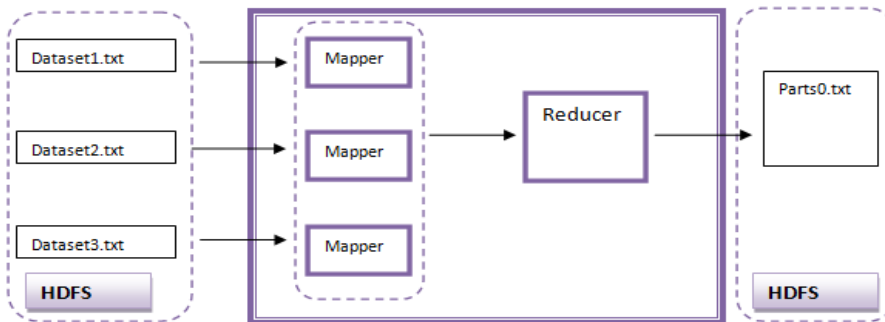 Dataset1.txt
Dataset2.txt
Dataset3.txt
HDFS
Mapper
Mapper
Mapper
Reducer
Parts0.txt
HDFS